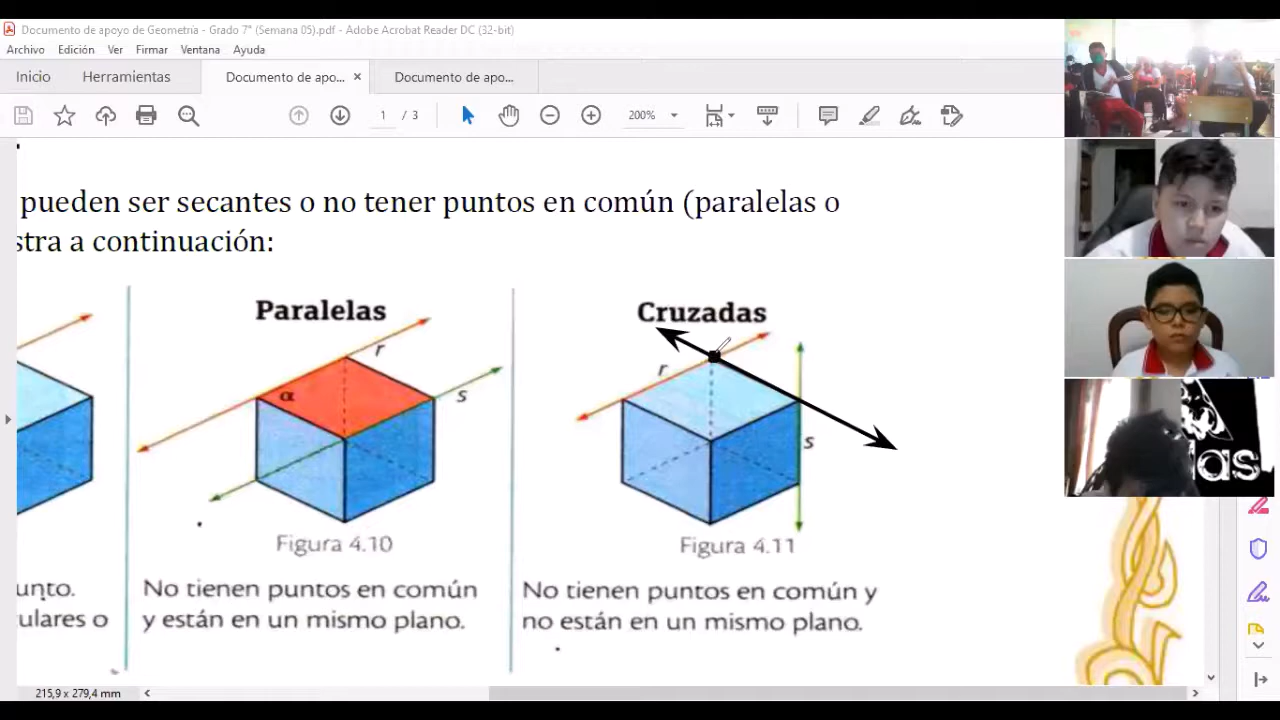 Documento de apoyo de Geometría - Grado 7° (Semana 05).pdf - Adobe Acrobat Reader DC (32-bit)
Archivo Edición Ver Firmar Ventana Ayuda
Inicio Herramientas Documento de apo... × Documento de apo...
1 / 3 200%
pueden ser secantes o no tener puntos en común (paralelas o
stra a continuación:
Paralelas
Cruzadas
r
r
α
s
s
Figura 4.10
Figura 4.11
unto.
ulares o
No tienen puntos en común
y están en un mismo plano.
No tienen puntos en común y
no están en un mismo plano.
215,9 x 279,4 mm
das